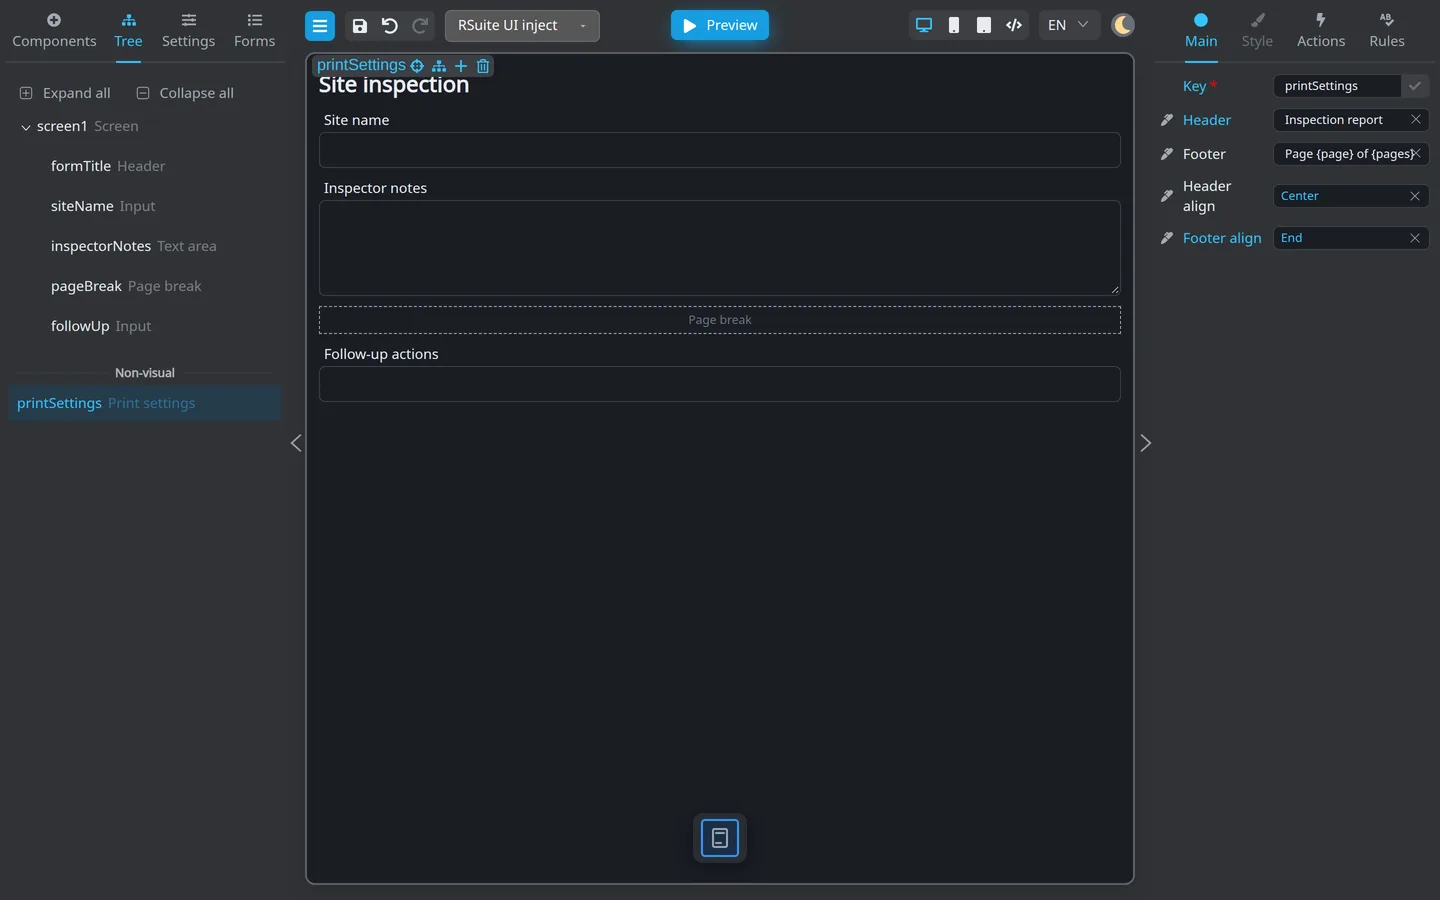 Components
Tree
Settings
Forms
RSuite UI inject
Preview
EN
Main
Style
Actions
Rules
Expand all
Collapse all
screen1 Screen
formTitle Header
siteName Input
inspectorNotes Text area
pageBreak Page break
followUp Input
Non-visual
printSettings Print settings
printSettings
Site inspection
Site name
Inspector notes
Page break
Follow-up actions
Key *
printSettings
Header
Inspection report
Footer
Page {page} of {pages}
Header
align
Center
Footer align
End